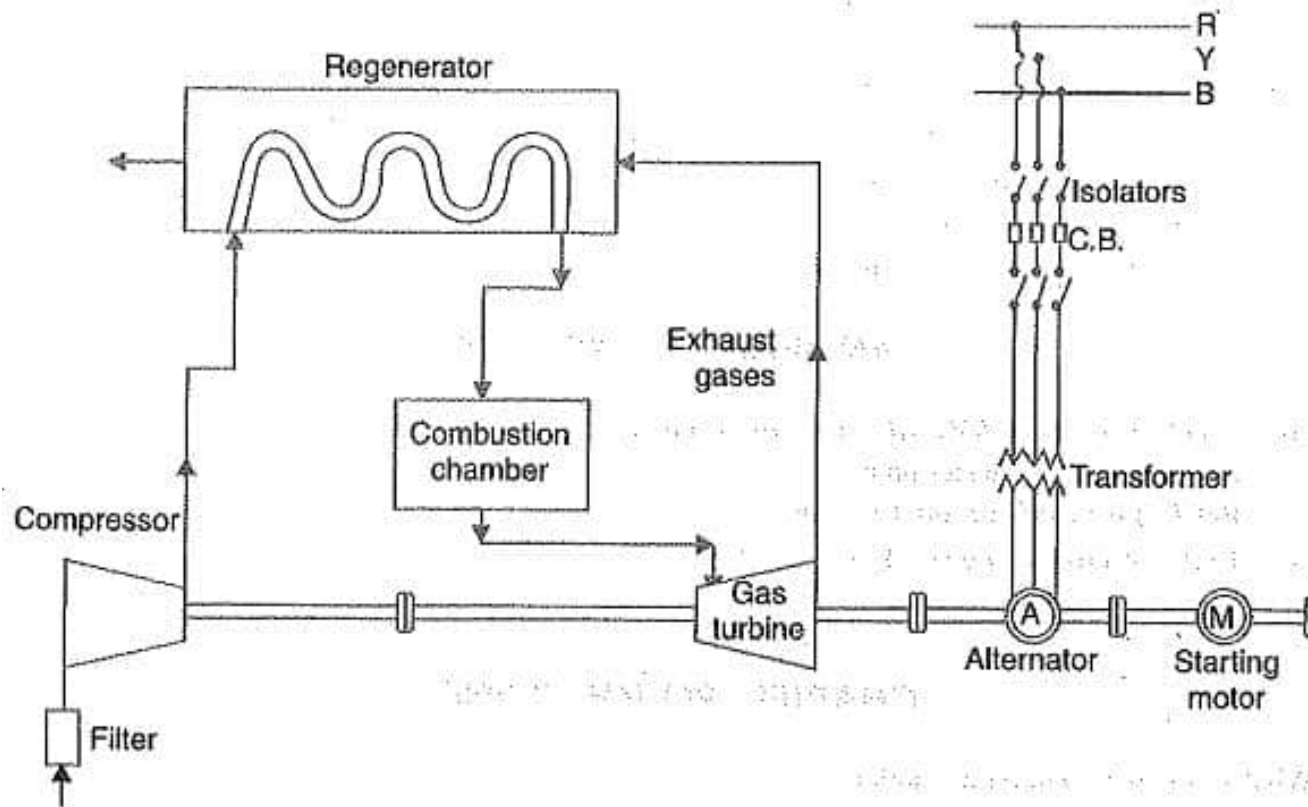 Regenerator
R
Y
B
Isolators
C.B.
Exhaust
gases
Combustion
chamber
Transformer
Compressor
Gas
turbine
A
M
Alternator
Starting
motor
Filter